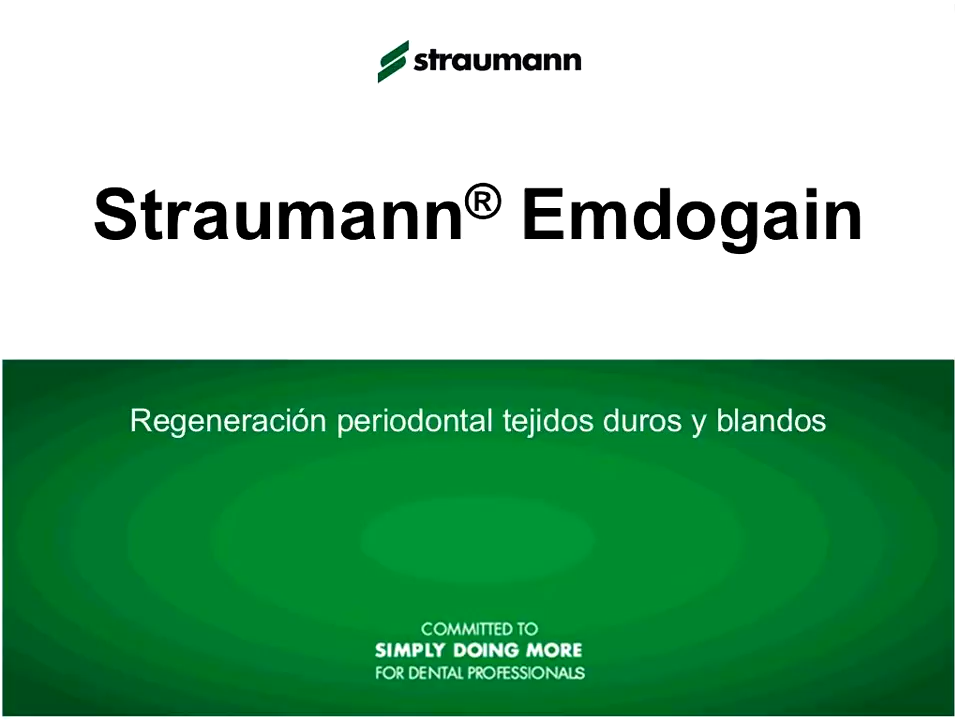 straumann
Straumann® Emdogain
Regeneración periodontal tejidos duros y blandos
COMMITTED TO
SIMPLY DOING MORE
FOR DENTAL PROFESSIONALS